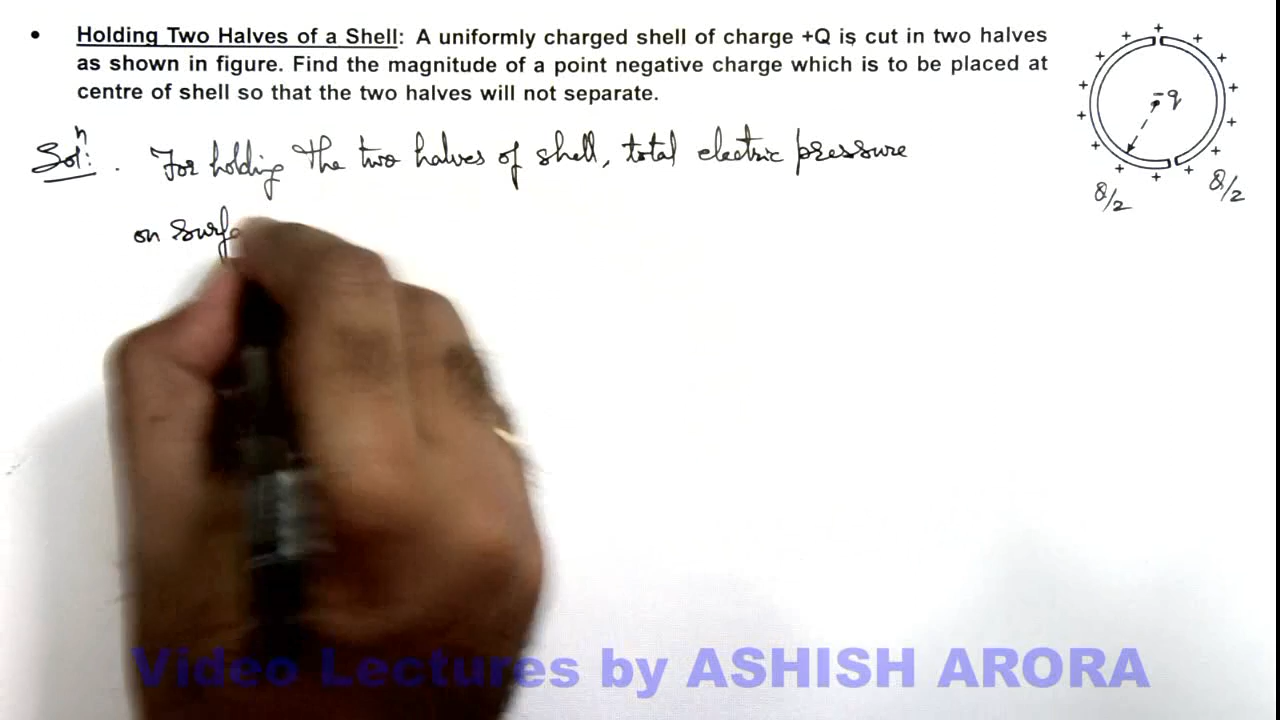 • Holding Two Halves of a Shell: A uniformly charged shell of charge +Q is cut in two halves
as shown in figure. Find the magnitude of a point negative charge which is to be placed at
centre of shell so that the two halves will not separate.
-q
Q/2
Q/2
Solⁿ: . For holding the two halves of shell, total electric pressure
on surfa
Video Lectures by ASHISH ARORA